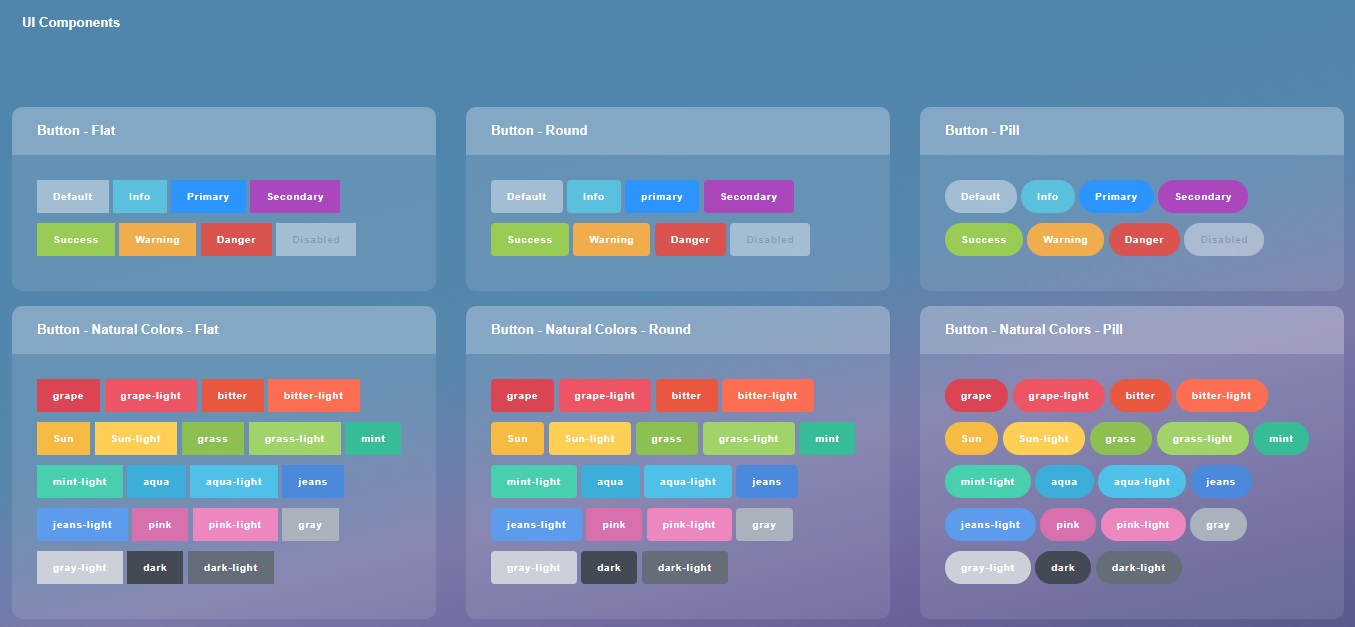 UI Components
Button - Flat
Default Info Primary Secondary
Success Warning Danger Disabled
Button - Round
Default Info primary Secondary
Success Warning Danger Disabled
Button - Pill
Default Info Primary Secondary
Success Warning Danger Disabled
Button - Natural Colors - Flat
grape grape-light bitter bitter-light
Sun Sun-light grass grass-light mint
mint-light aqua aqua-light jeans
jeans-light pink pink-light gray
gray-light dark dark-light
Button - Natural Colors - Round
grape grape-light bitter bitter-light
Sun Sun-light grass grass-light mint
mint-light aqua aqua-light jeans
jeans-light pink pink-light gray
gray-light dark dark-light
Button - Natural Colors - Pill
grape grape-light bitter bitter-light
Sun Sun-light grass grass-light mint
mint-light aqua aqua-light jeans
jeans-light pink pink-light gray
gray-light dark dark-light